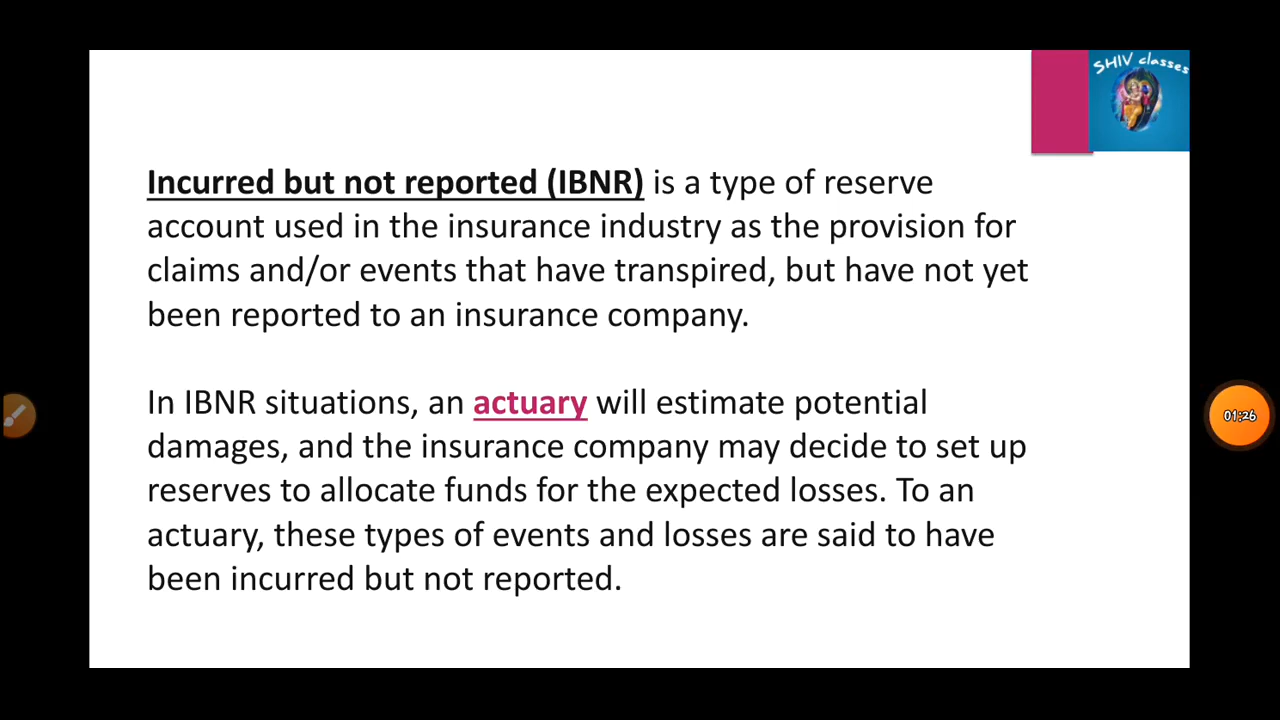 SHIV classes
Incurred but not reported (IBNR) is a type of reserve
account used in the insurance industry as the provision for
claims and/or events that have transpired, but have not yet
been reported to an insurance company.
In IBNR situations, an actuary will estimate potential
damages, and the insurance company may decide to set up
reserves to allocate funds for the expected losses. To an
actuary, these types of events and losses are said to have
been incurred but not reported.
01:26